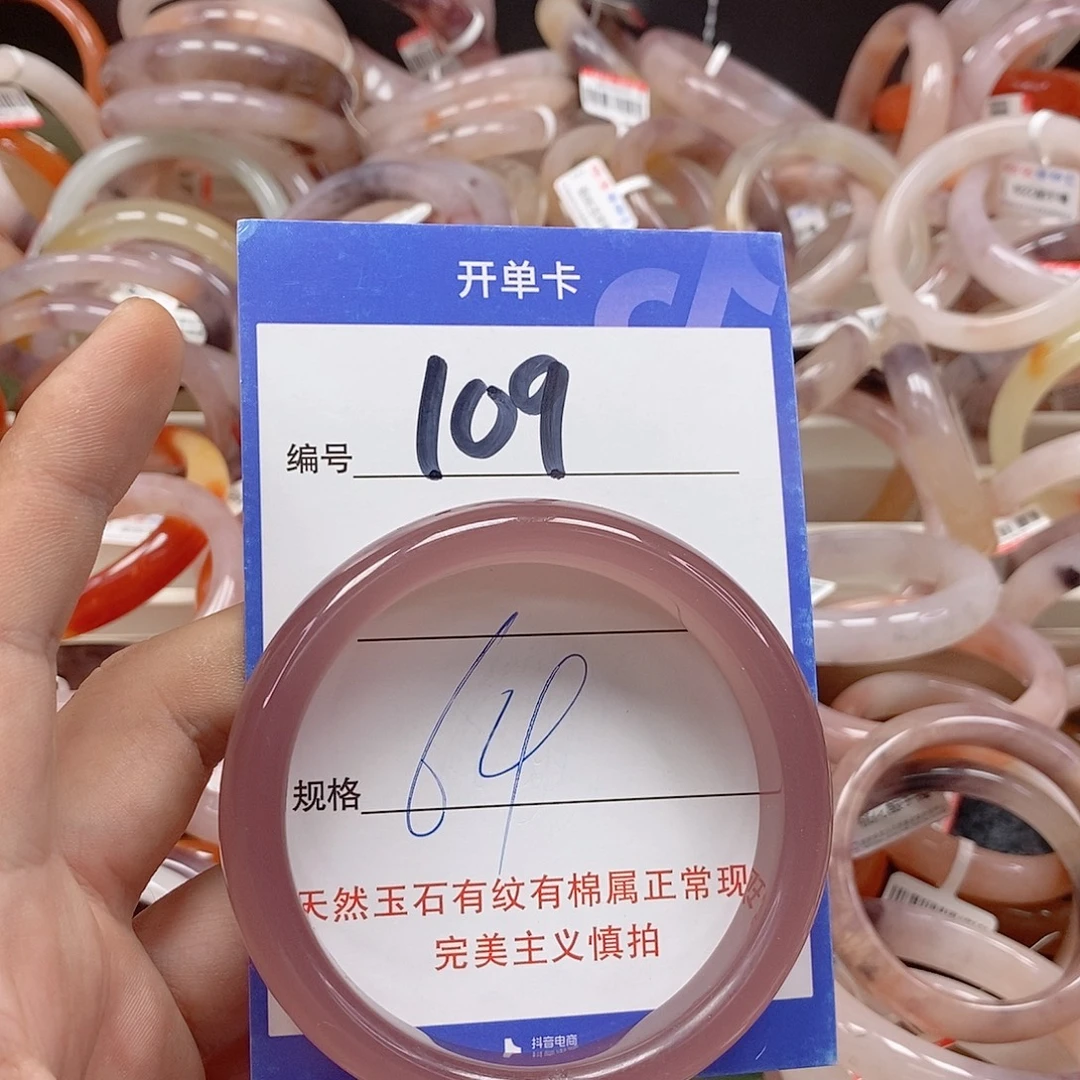 开单卡
编号 109
规格 64
天然玉石有纹有棉属正常现
完美主义慎拍
抖音电商